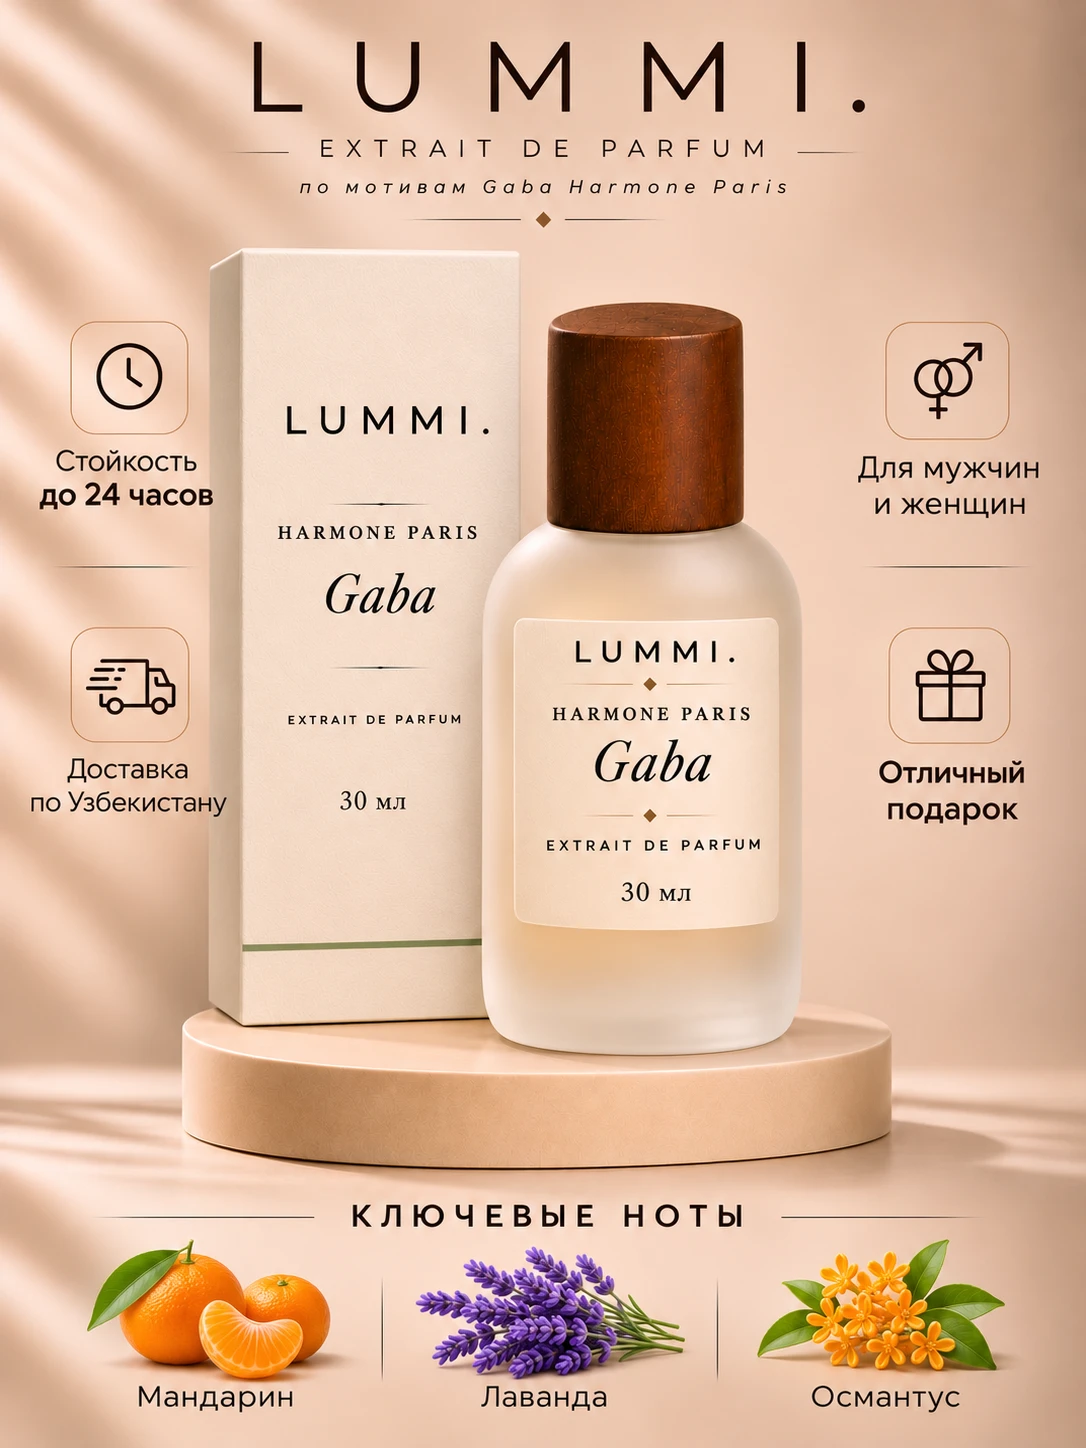 LUMMI.
EXTRAIT DE PARFUM
по мотивам Gaba Harmone Paris
LUMMI.
HARMONE PARIS
Gaba
EXTRAIT DE PARFUM
30 мл
LUMMI.
HARMONE PARIS
Gaba
EXTRAIT DE PARFUM
30 мл
Стойкость
до 24 часов
Доставка
по Узбекистану
Для мужчин
и женщин
Отличный
подарок
КЛЮЧЕВЫЕ НОТЫ
Мандарин
Лаванда
Османтус